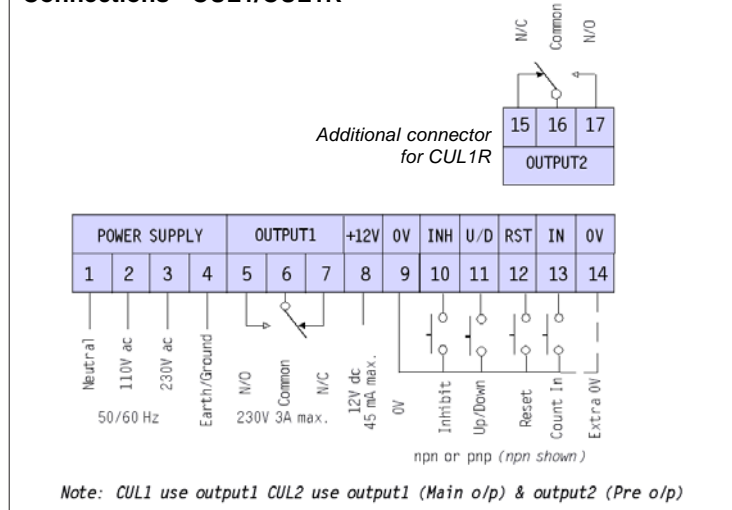 N/C Common N/O
Additional connector
for CUL1R
15 16 17
OUTPUT2
POWER SUPPLY OUTPUT1 +12V 0V INH U/D RST IN 0V
1 2 3 4 5 6 7 8 9 10 11 12 13 14
Neutral
110V ac
230V ac
Earth/Ground
50/60 Hz
N/O
Common
N/C
230V 3A max.
12V dc
45 mA max.
0V
Inhibit
Up/Down
Reset
Count In
Extra 0V
npn or pnp (npn shown)
Note: CUL1 use output1 CUL2 use output1 (Main o/p) & output2 (Pre o/p)